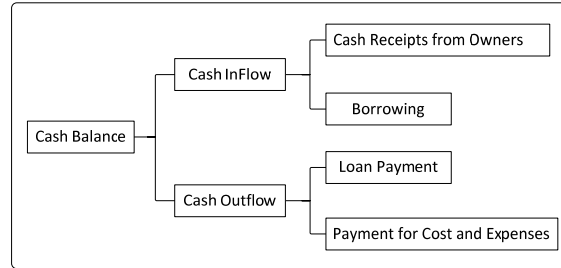 Cash Receipts from Owners
Cash InFlow
Borrowing
Cash Balance
Loan Payment
Cash Outflow
Payment for Cost and Expenses